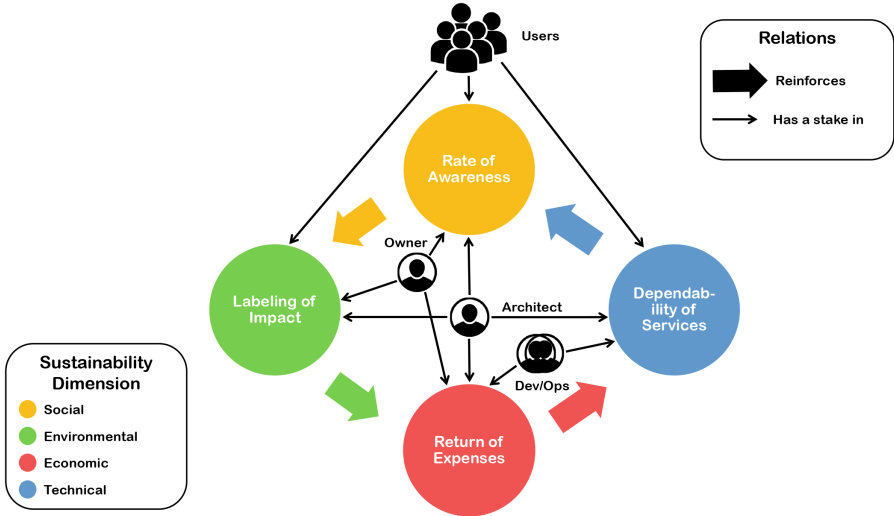 Users
Relations
Reinforces
Has a stake in
Rate of
Awareness
Owner
Labeling of
Impact
Architect
Dependab-
ility of
Services
Dev/Ops
Return of
Expenses
Sustainability
Dimension
Social
Environmental
Economic
Technical